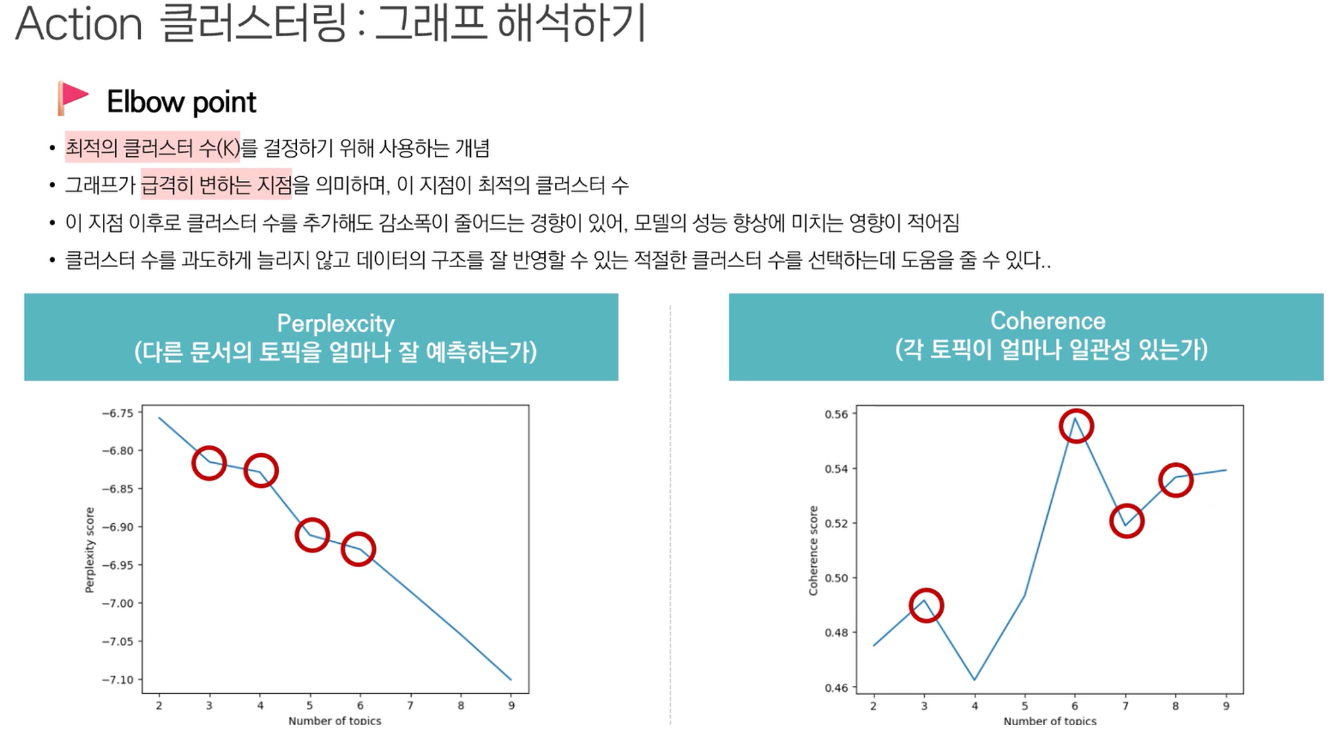 Action 클러스터링 : 그래프 해석하기
Elbow point
• 최적의 클러스터 수(K)를 결정하기 위해 사용하는 개념
• 그래프가 급격히 변하는 지점을 의미하며, 이 지점이 최적의 클러스터 수
• 이 지점 이후로 클러스터 수를 추가해도 감소폭이 줄어드는 경향이 있어, 모델의 성능 향상에 미치는 영향이 적어짐
• 클러스터 수를 과도하게 늘리지 않고 데이터의 구조를 잘 반영할 수 있는 적절한 클러스터 수를 선택하는데 도움을 줄 수 있다..
Perplexcity
(다른 문서의 토픽을 얼마나 잘 예측하는가)
−6.75
−6.80
−6.85
−6.90
−6.95
−7.00
−7.05
−7.10
Perplexity score
2 3 4 5 6 7 8 9
Number of topics
Coherence
(각 토픽이 얼마나 일관성 있는가)
0.56
0.54
0.52
0.50
0.48
0.46
Coherence score
2 3 4 5 6 7 8 9
Number of topics